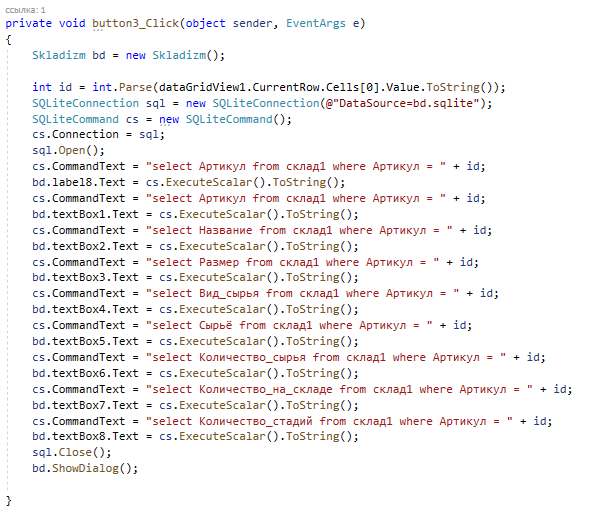 ссылка: 1
private void button3_Click(object sender, EventArgs e)
{
Skladizm bd = new Skladizm();
int id = int.Parse(dataGridView1.CurrentRow.Cells[0].Value.ToString());
SQLiteConnection sql = new SQLiteConnection(@"DataSource=bd.sqlite");
SQLiteCommand cs = new SQLiteCommand();
cs.Connection = sql;
sql.Open();
cs.CommandText = "select Артикул from склад1 where Артикул = " + id;
bd.label8.Text = cs.ExecuteScalar().ToString();
cs.CommandText = "select Артикул from склад1 where Артикул = " + id;
bd.textBox1.Text = cs.ExecuteScalar().ToString();
cs.CommandText = "select Название from склад1 where Артикул = " + id;
bd.textBox2.Text = cs.ExecuteScalar().ToString();
cs.CommandText = "select Размер from склад1 where Артикул = " + id;
bd.textBox3.Text = cs.ExecuteScalar().ToString();
cs.CommandText = "select Вид_сырья from склад1 where Артикул = " + id;
bd.textBox4.Text = cs.ExecuteScalar().ToString();
cs.CommandText = "select Сырьё from склад1 where Артикул = " + id;
bd.textBox5.Text = cs.ExecuteScalar().ToString();
cs.CommandText = "select Количество_сырья from склад1 where Артикул = " + id;
bd.textBox6.Text = cs.ExecuteScalar().ToString();
cs.CommandText = "select Количество_на_складе from склад1 where Артикул = " + id;
bd.textBox7.Text = cs.ExecuteScalar().ToString();
cs.CommandText = "select Количество_стадий from склад1 where Артикул = " + id;
bd.textBox8.Text = cs.ExecuteScalar().ToString();
sql.Close();
bd.ShowDialog();
}